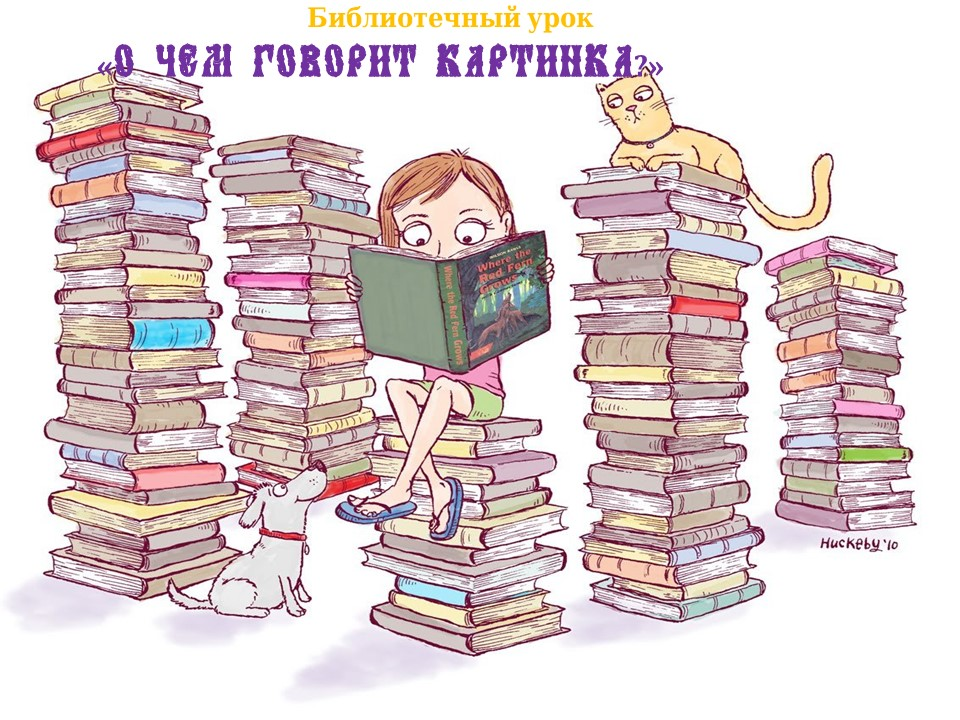 Библиотечный урок
«О ЧЕМ ГОВОРИТ КАРТИНКА?»
Where the
Red Fern
Grows
Where the Red Fern Grows
HUCKEBY '10